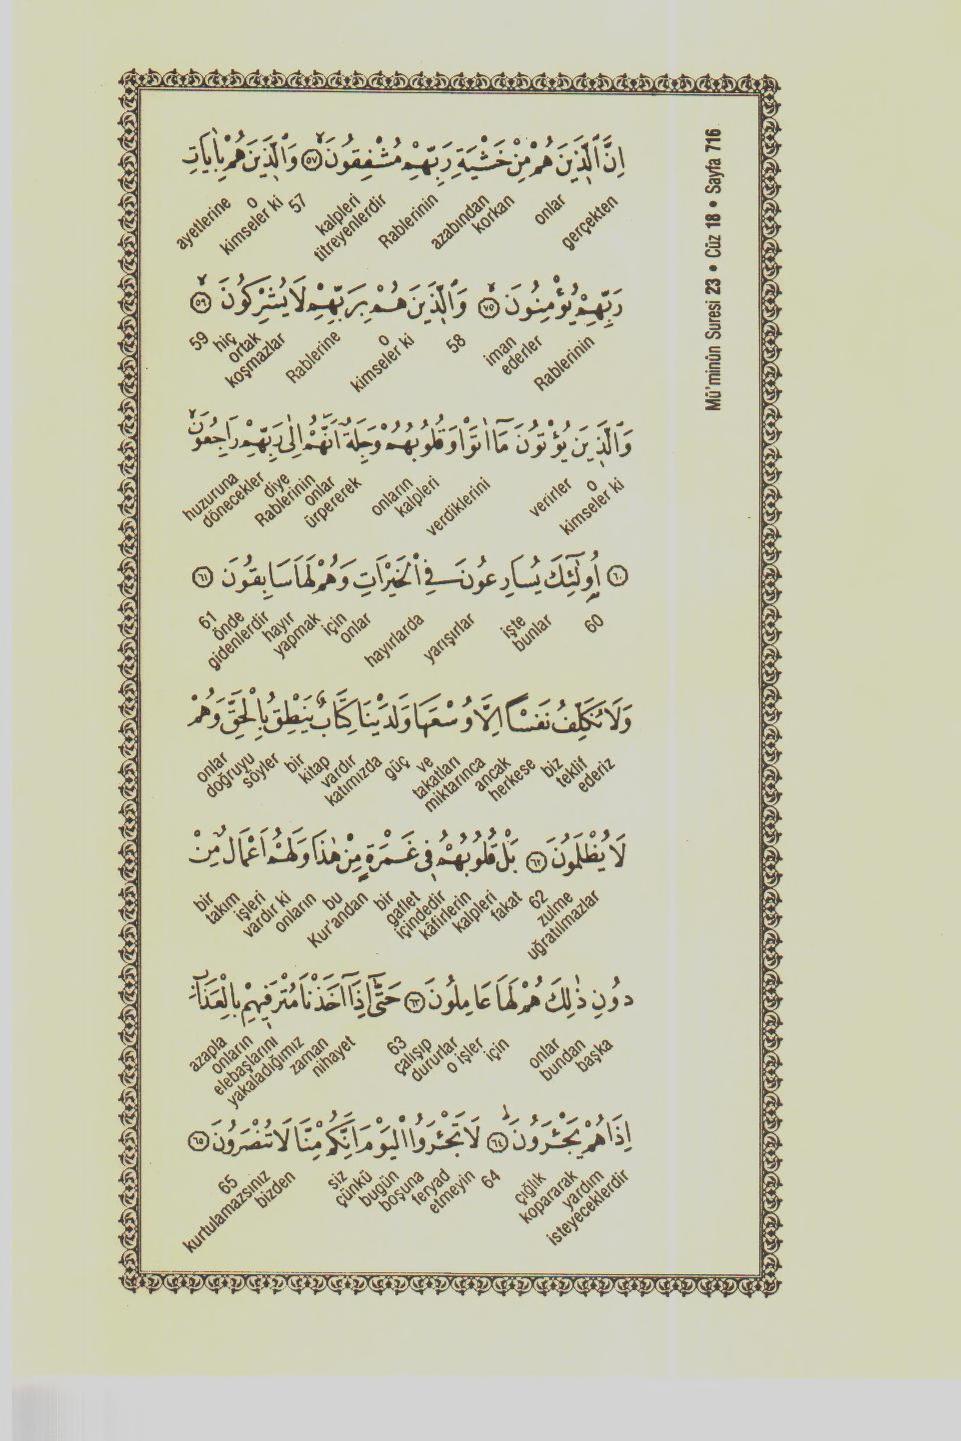 Mü'minûn Suresi 23 • Cüz 18 • Sayfa 716
اِنَّ الَّذٖينَ هُمْ مِنْ خَشْيَةِ رَبِّهِمْ مُشْفِقُونَ ﴿٥٧﴾ وَالَّذٖينَ هُمْ بِاٰيَاتِ
gerçekten onlar azabından korkan Rablerinin kalpleri titreyenlerdir 57 o kimseler ki ayetlerine
رَبِّهِمْ يُؤْمِنُونَ ﴿٥٨﴾ وَالَّذٖينَ هُمْ بِرَبِّهِمْ لَا يُشْرِكُونَ ﴿٥٩﴾
Rablerinin iman ederler 58 o kimseler ki Rablerine hiç ortak koşmazlar 59
وَالَّذٖينَ يُؤْتُونَ مَٓا اٰتَوْا وَقُلُوبُهُمْ وَجِلَةٌ اَنَّهُمْ اِلٰى رَبِّهِمْ رَاجِعُونَ
o kimseler ki verirler verdiklerini onların kalpleri ürpererek onlar Rablerinin diye huzuruna dönecekler
﴿٦٠﴾ اُو۬لٰٓئِكَ يُسَارِعُونَ فِي الْخَيْرَاتِ وَهُمْ لَهَا سَابِقُونَ ﴿٦١﴾
60 işte bunlar yarışırlar hayırlarda onlar için hayır yapmak önde gidenlerdir 61
وَلَا نُكَلِّفُ نَفْسًا اِلَّا وُسْعَهَا وَلَدَيْنَا كِتَابٌ يَنْطِقُ بِالْحَقِّ وَهُمْ
biz teklif ederiz herkese ancak miktarınca takatları ve güç katımızda vardır kitap bir söyler doğruyu onlar
لَا يُظْلَمُونَ ﴿٦٢﴾ بَلْ قُلُوبُهُمْ فٖي غَمْرَةٍ مِنْ هٰذَا وَلَهُمْ اَعْمَالٌ مِنْ
zulme uğratılmazlar 62 fakat kalpleri kâfirlerin içindedir gaflet bir Kur'andan bu onların vardır ki işleri bir takım
دُونِ ذٰلِكَ هُمْ لَهَا عَامِلُونَ ﴿٦٣﴾ حَتّٰٓى اِذَٓا اَخَذْنَا مُتْرَفٖيهِمْ بِالْعَذَابِ
başka bundan onlar için o işler çalışıp dururlar 63 nihayet zaman yakaladığımız elebaşlarını onların azapla
اِذَا هُمْ يَجْـَٔرُونَ ﴿٦٤﴾ لَا تَجْـَٔرُوا الْيَوْمَ اِنَّكُمْ مِنَّا لَا تُنْصَرُونَ ﴿٦٥﴾
çığlık kopararak yardım isteyeceklerdir 64 feryad etmeyin boşuna bugün çünkü siz bizden kurtulamazsınız 65